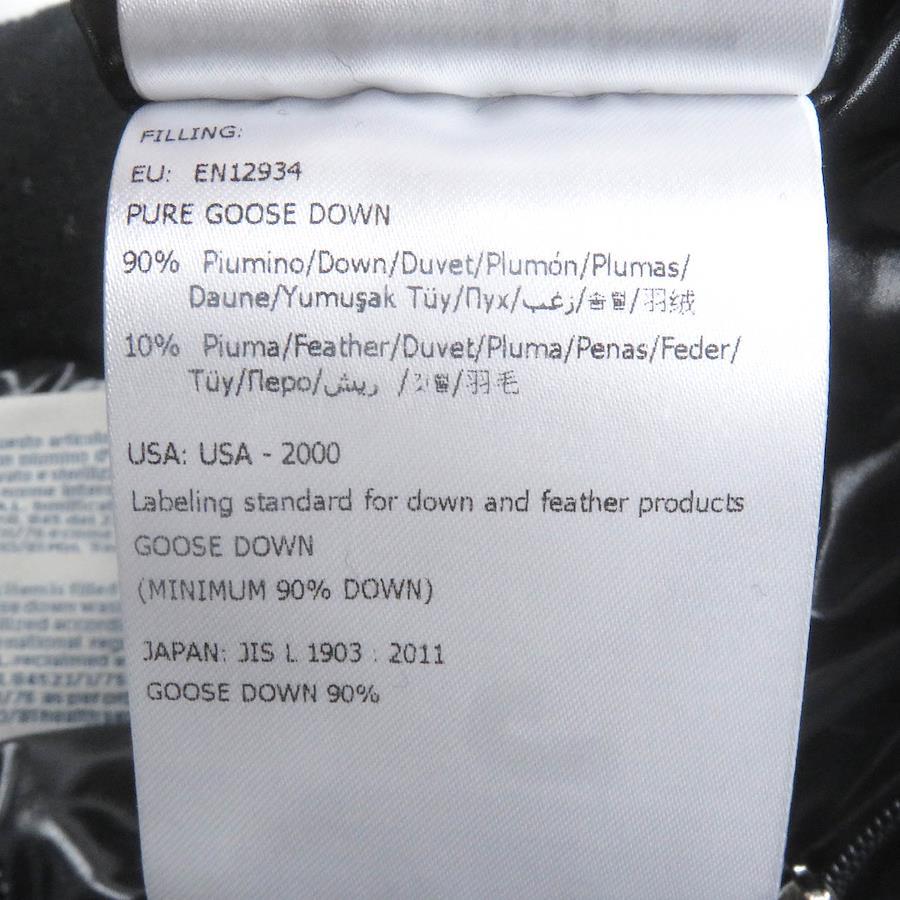 FILLING:
EU: EN12934
PURE GOOSE DOWN
90% Piumino/Down/Duvet/Plumón/Plumas/
Daune/Yumuşak Tüy/Пух/زغب/솜털/羽绒
10% Piuma/Feather/Duvet/Pluma/Penas/Feder/
Tüy/Перо/ريش /깃털/羽毛
USA: USA - 2000
Labeling standard for down and feather products
GOOSE DOWN
(MINIMUM 90% DOWN)
JAPAN: JIS L 1903 : 2011
GOOSE DOWN 90%